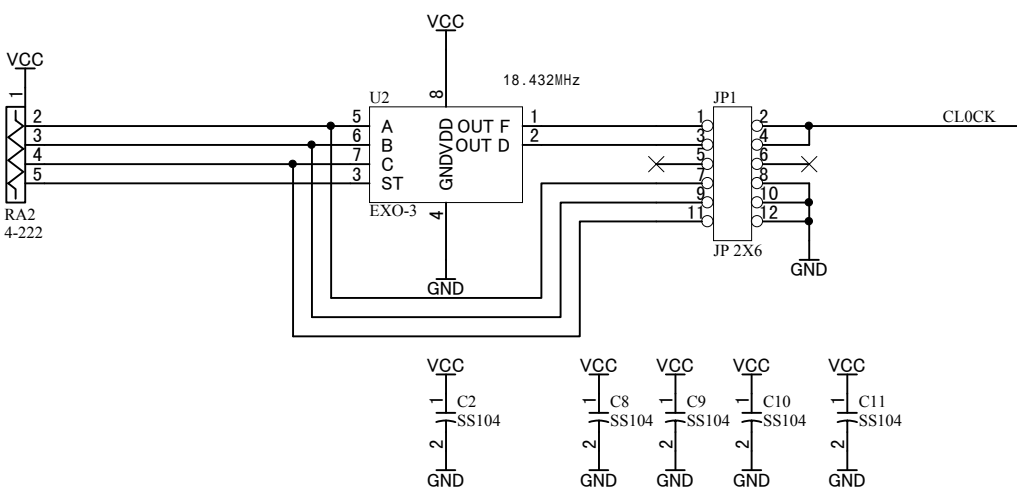 VCC
18.432MHz
VCC
1
8
U2
JP1
2
5
A
VDD
OUT F
1
1
2
CL0CK
3
6
B
OUT D
2
3
4
4
7
C
GND
5
6
5
3
ST
7
8
RA2
4-222
EXO-3
4
9
10
11
12
JP 2X6
GND
GND
VCC
VCC
VCC
VCC
VCC
1
C2
SS104
2
1
C8
SS104
2
1
C9
SS104
2
1
C10
SS104
2
1
C11
SS104
2
GND
GND
GND
GND
GND